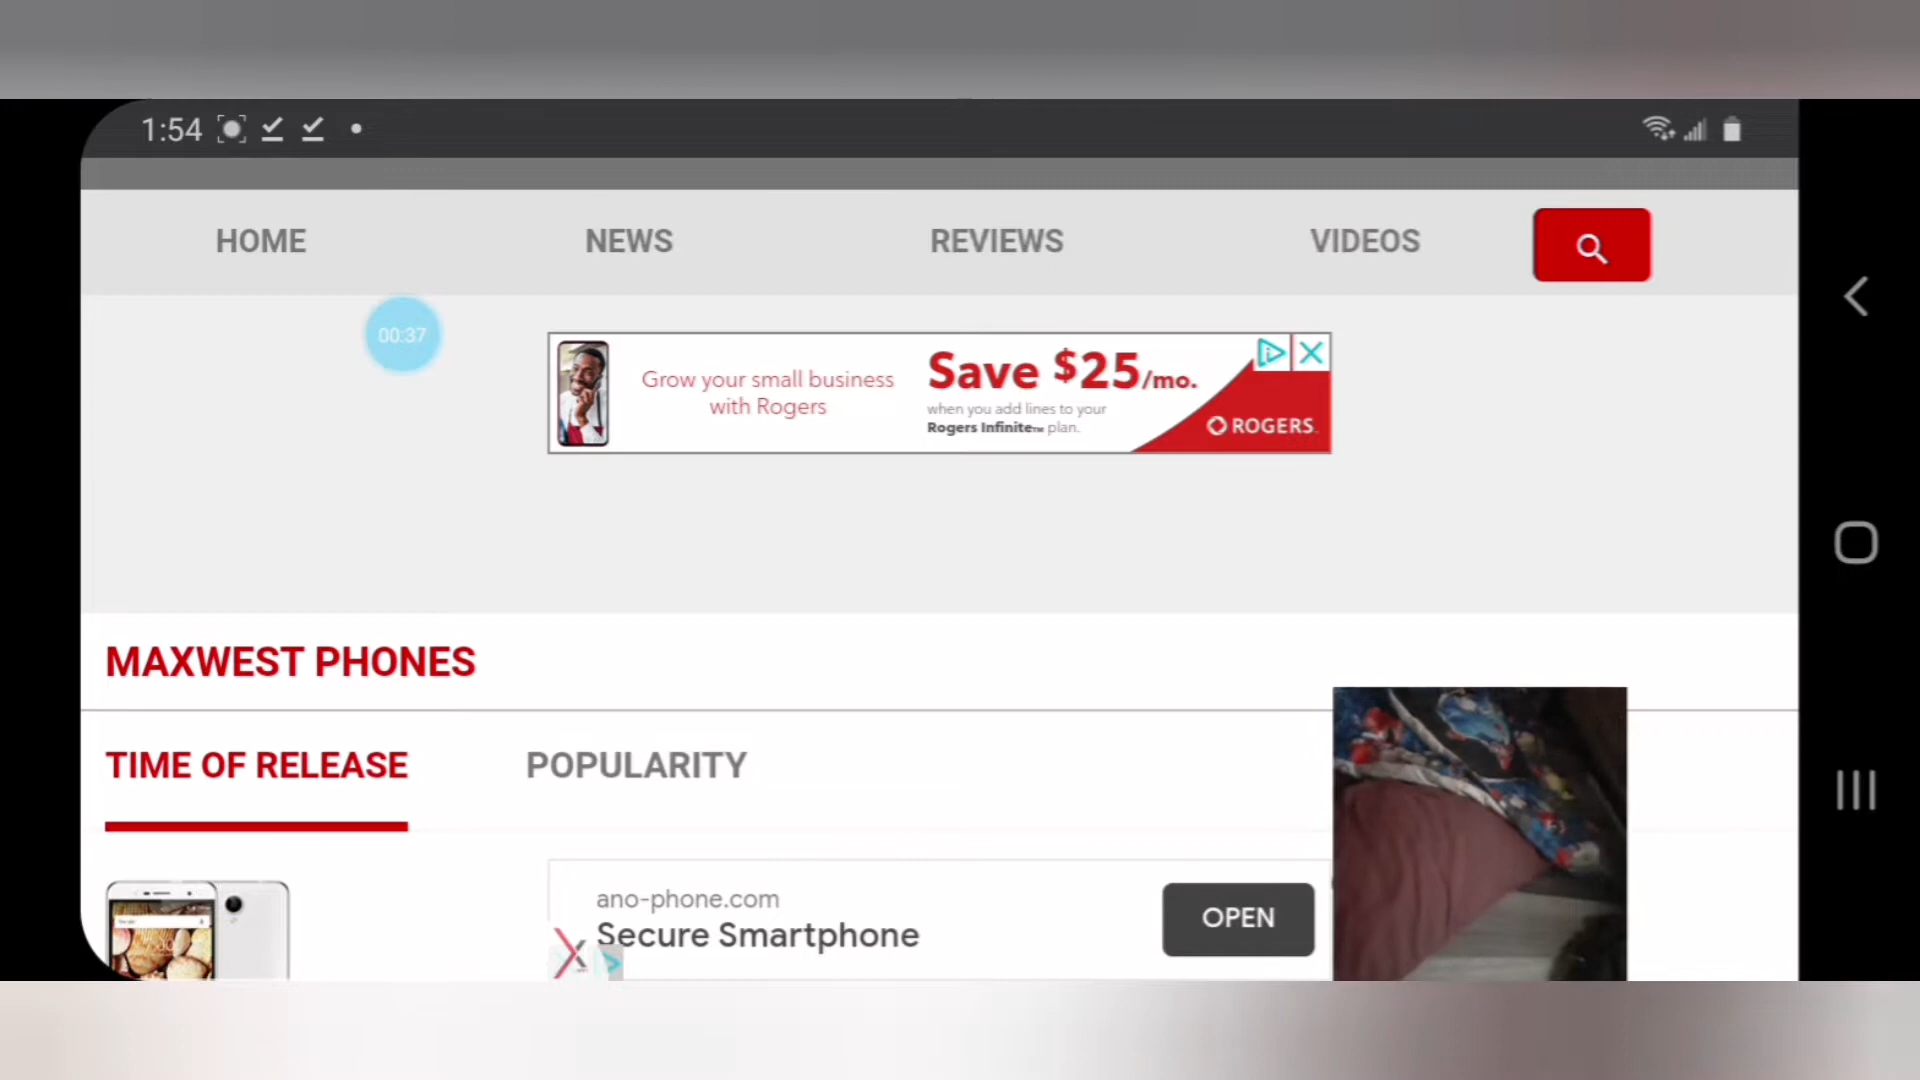 1:54
HOME NEWS REVIEWS VIDEOS
00:37
Grow your small business
with Rogers
Save $25/mo.
when you add lines to your
Rogers Infinite™ plan.
ROGERS.
MAXWEST PHONES
TIME OF RELEASE POPULARITY
ano-phone.com
Secure Smartphone
OPEN